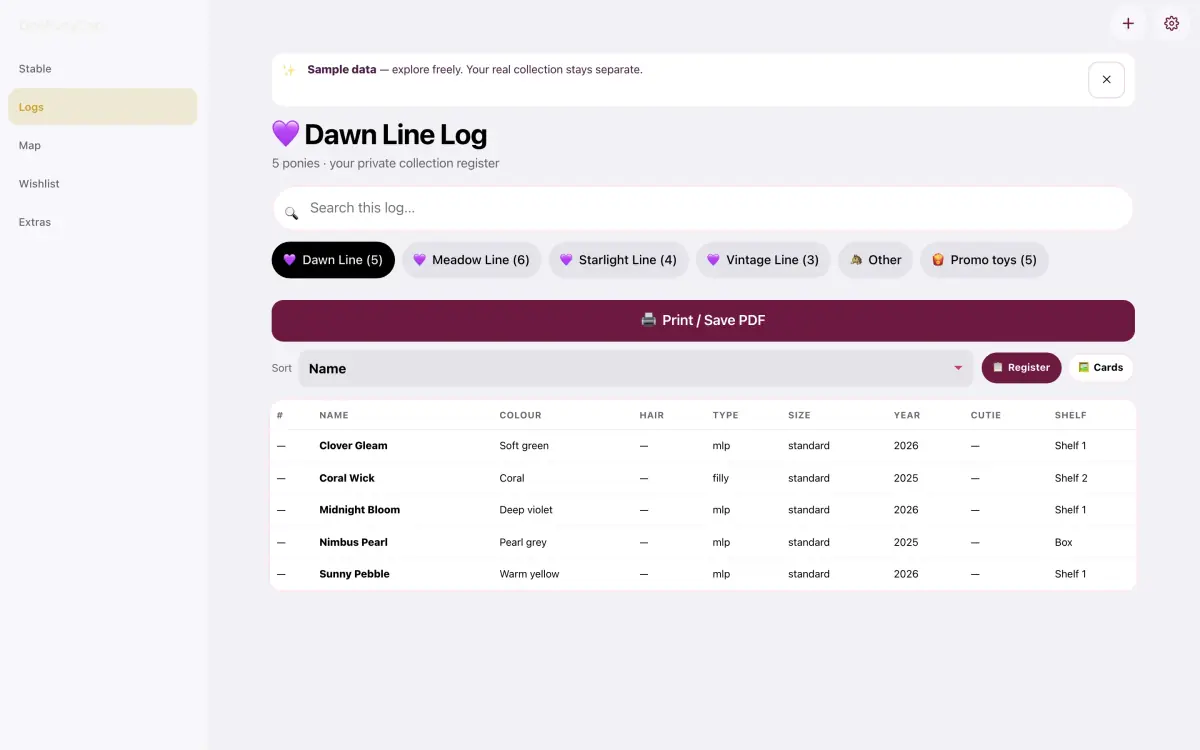 Stable
Logs
Map
Wishlist
Extras
Sample data — explore freely. Your real collection stays separate.
Dawn Line Log
5 ponies · your private collection register
Search this log...
Dawn Line (5) Meadow Line (6) Starlight Line (4) Vintage Line (3) Other Promo toys (5)
Print / Save PDF
Sort Name Register Cards
# NAME COLOUR HAIR TYPE SIZE YEAR CUTIE SHELF
— Clover Gleam Soft green — mlp standard 2026 — Shelf 1
— Coral Wick Coral — filly standard 2025 — Shelf 2
— Midnight Bloom Deep violet — mlp standard 2026 — Shelf 1
— Nimbus Pearl Pearl grey — mlp standard 2025 — Box
— Sunny Pebble Warm yellow — mlp standard 2026 — Shelf 1